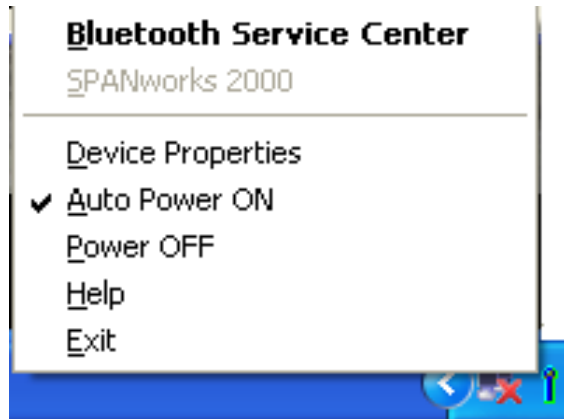 Bluetooth Service Center
SPANworks 2000
Device Properties
Auto Power ON
Power OFF
Help
Exit